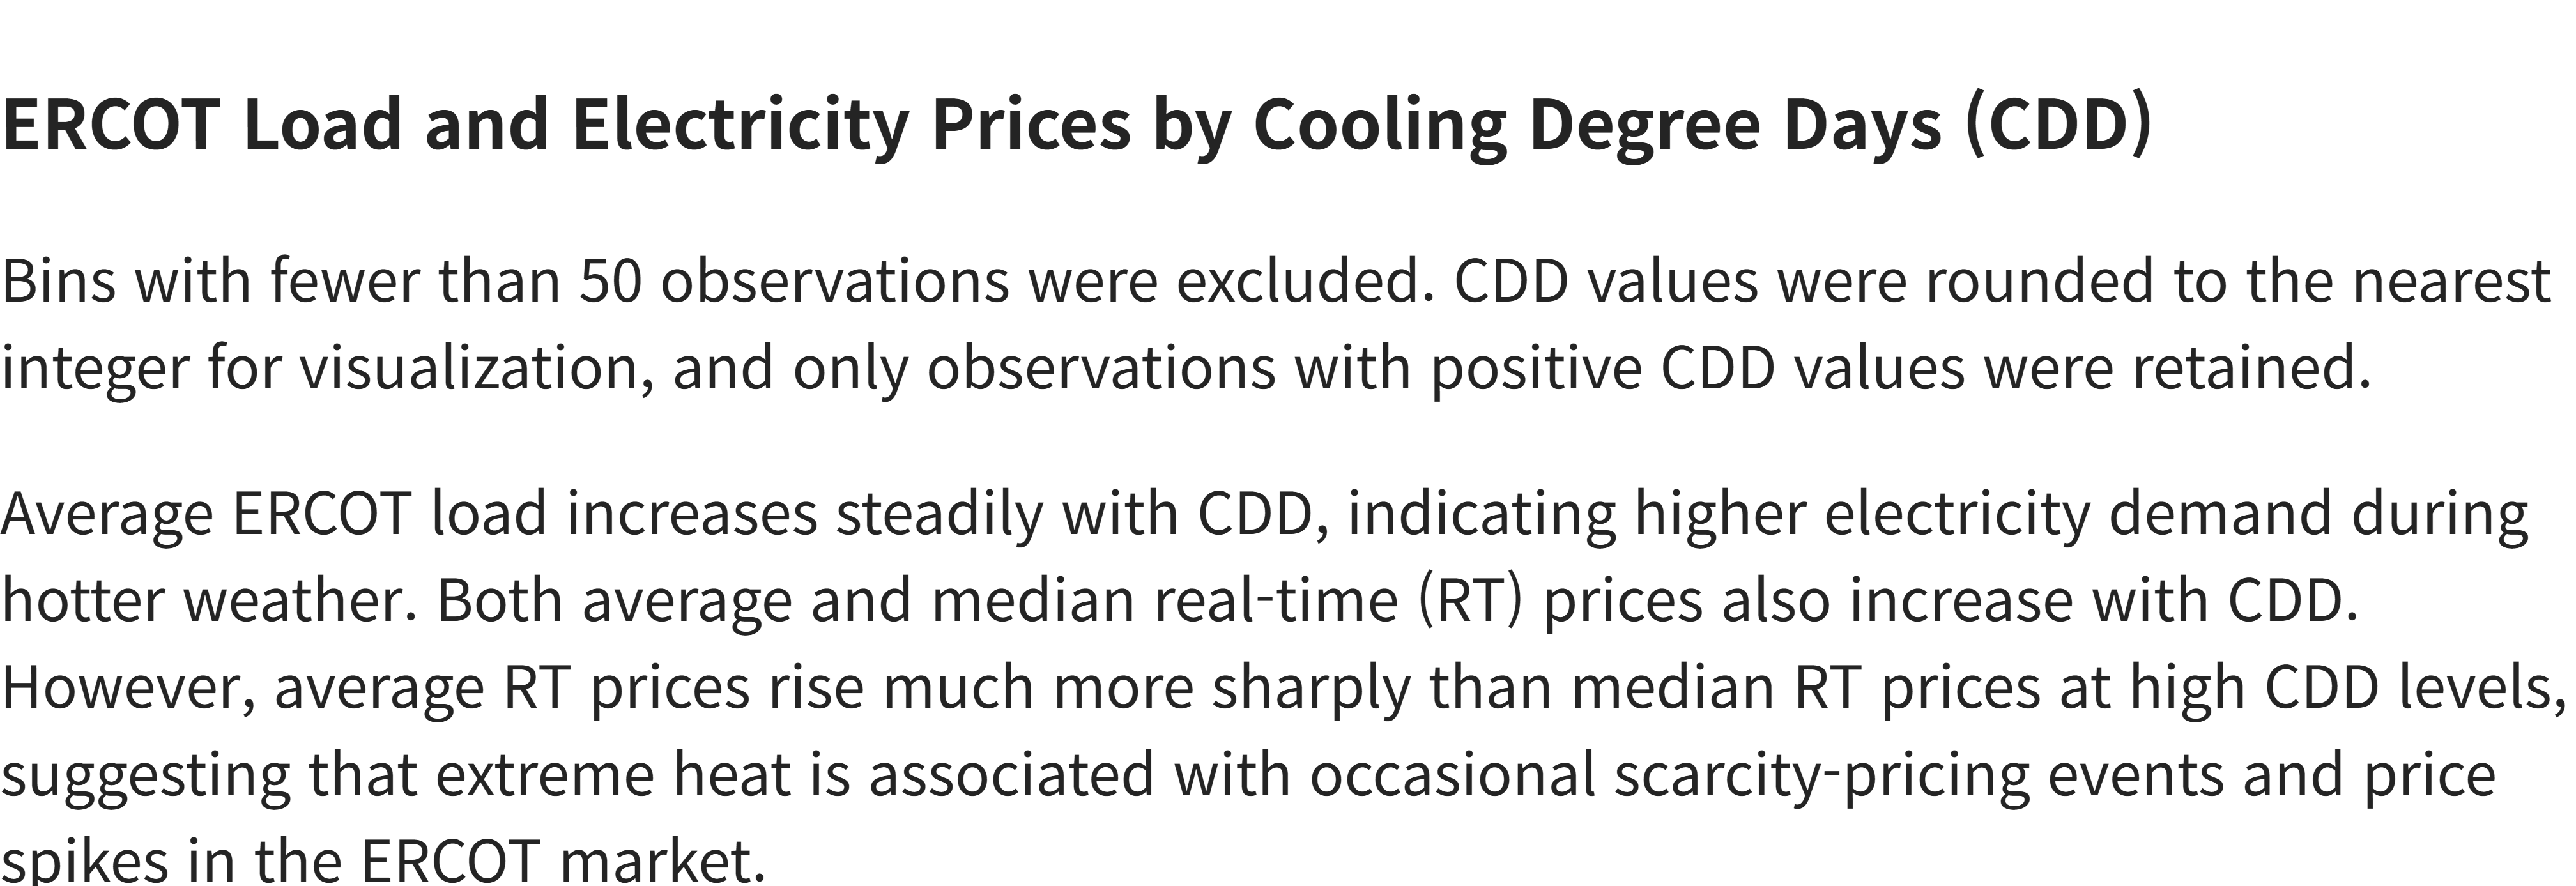 ERCOT Load and Electricity Prices by Cooling Degree Days (CDD)
Bins with fewer than 50 observations were excluded. CDD values were rounded to the nearest
integer for visualization, and only observations with positive CDD values were retained.
Average ERCOT load increases steadily with CDD, indicating higher electricity demand during
hotter weather. Both average and median real-time (RT) prices also increase with CDD.
However, average RT prices rise much more sharply than median RT prices at high CDD levels,
suggesting that extreme heat is associated with occasional scarcity-pricing events and price
spikes in the ERCOT market.